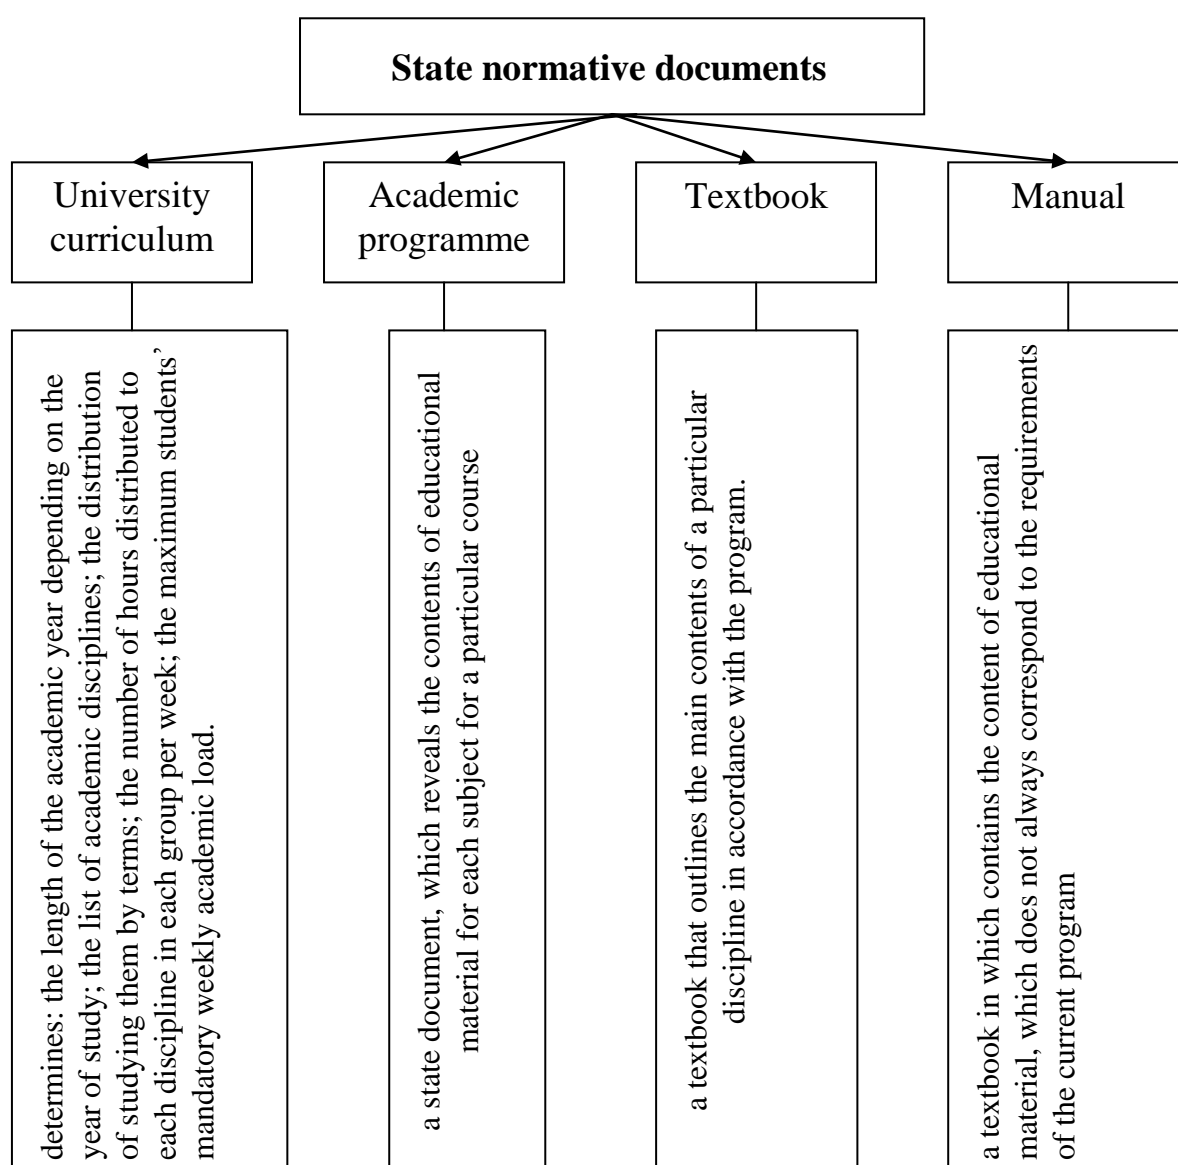 State normative documents
University
curriculum
Academic
programme
Textbook
Manual
determines: the length of the academic year depending on the
year of study; the list of academic disciplines; the distribution
of studying them by terms; the number of hours distributed to
each discipline in each group per week; the maximum students’
mandatory weekly academic load.
a state document, which reveals the contents of educational
material for each subject for a particular course
a textbook that outlines the main contents of a particular
discipline in accordance with the program.
a textbook in which contains the content of educational
material, which does not always correspond to the requirements
of the current program